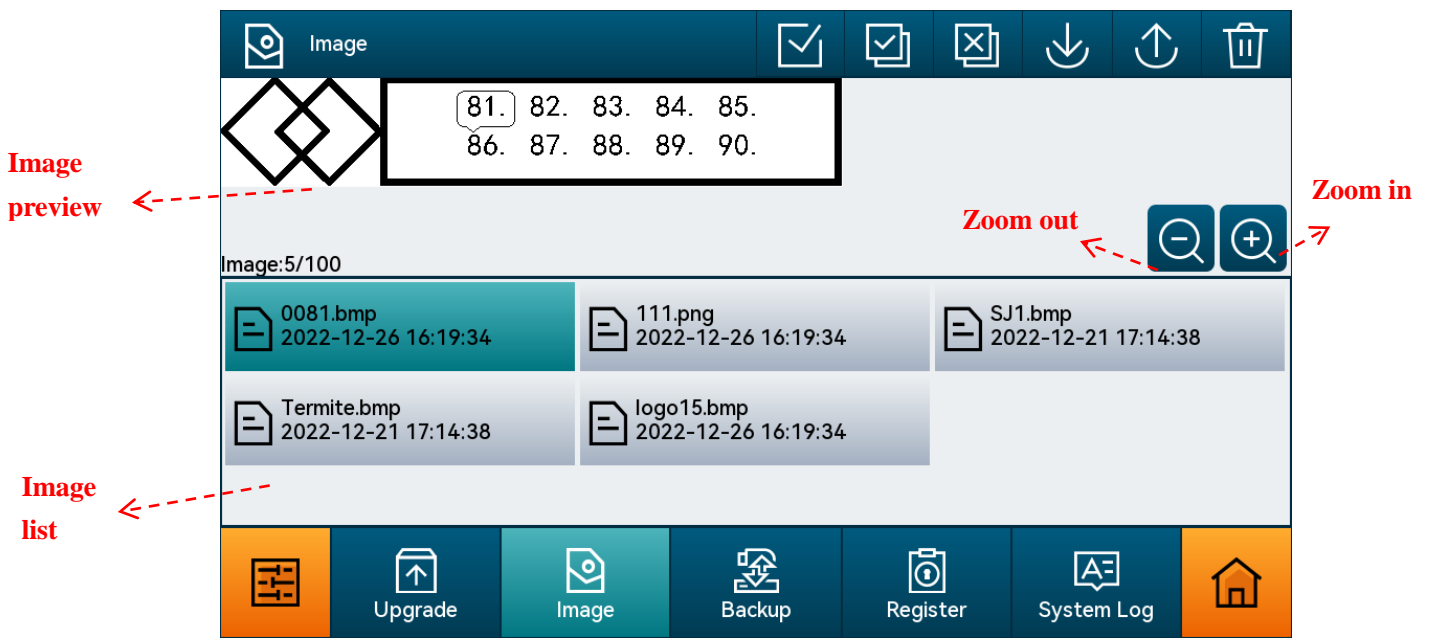 Image
81. 82. 83. 84. 85.
86. 87. 88. 89. 90.
Image
preview
Zoom in
Zoom out
Image:5/100
0081.bmp
2022-12-26 16:19:34
111.png
2022-12-26 16:19:34
SJ1.bmp
2022-12-21 17:14:38
Termite.bmp
2022-12-21 17:14:38
logo15.bmp
2022-12-26 16:19:34
Image
list
Upgrade
Image
Backup
Register
System Log